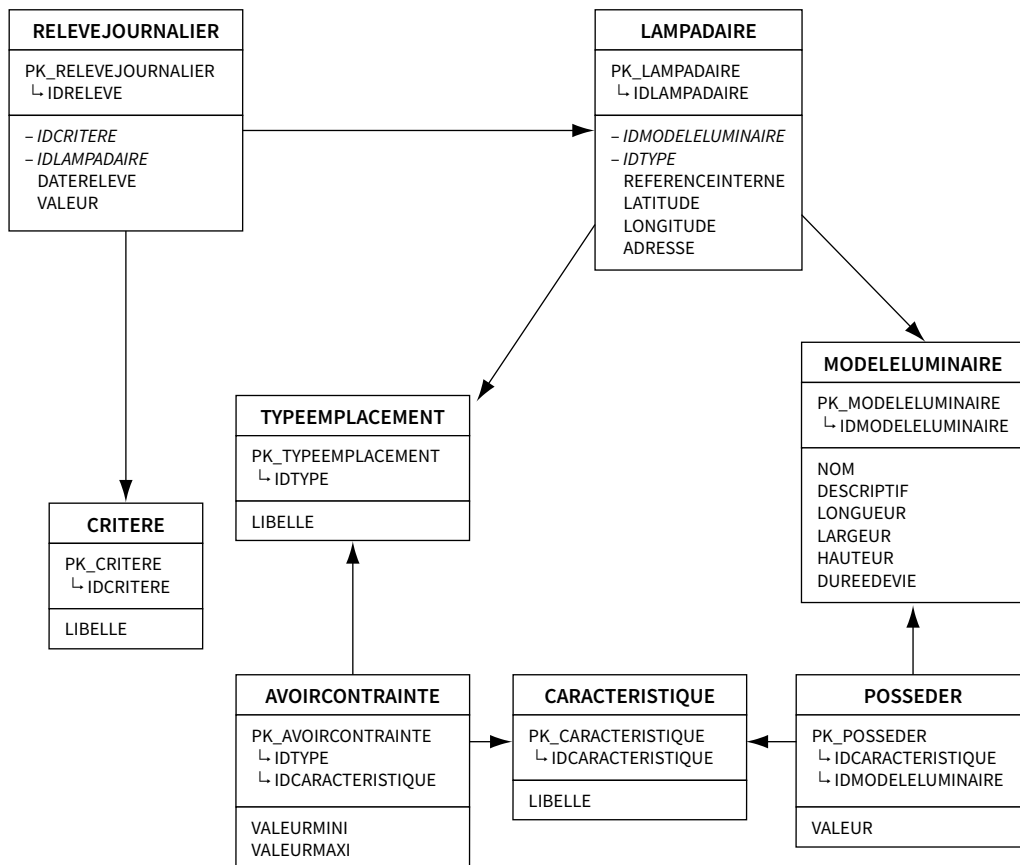 RELEVEJOURNALIER
PK_RELEVEJOURNALIER
↳ IDRELEVE
– IDCRITERE
– IDLAMPADAIRE
DATERELEVE
VALEUR
LAMPADAIRE
PK_LAMPADAIRE
↳ IDLAMPADAIRE
– IDMODELELUMINAIRE
– IDTYPE
REFERENCEINTERNE
LATITUDE
LONGITUDE
ADRESSE
MODELELUMINAIRE
PK_MODELELUMINAIRE
↳ IDMODELELUMINAIRE
NOM
DESCRIPTIF
LONGUEUR
LARGEUR
HAUTEUR
DUREEDEVIE
TYPEEMPLACEMENT
PK_TYPEEMPLACEMENT
↳ IDTYPE
LIBELLE
CRITERE
PK_CRITERE
↳ IDCRITERE
LIBELLE
AVOIRCONTRAINTE
PK_AVOIRCONTRAINTE
↳ IDTYPE
↳ IDCARACTERISTIQUE
VALEURMINI
VALEURMAXI
CARACTERISTIQUE
PK_CARACTERISTIQUE
↳ IDCARACTERISTIQUE
LIBELLE
POSSEDER
PK_POSSEDER
↳ IDCARACTERISTIQUE
↳ IDMODELELUMINAIRE
VALEUR